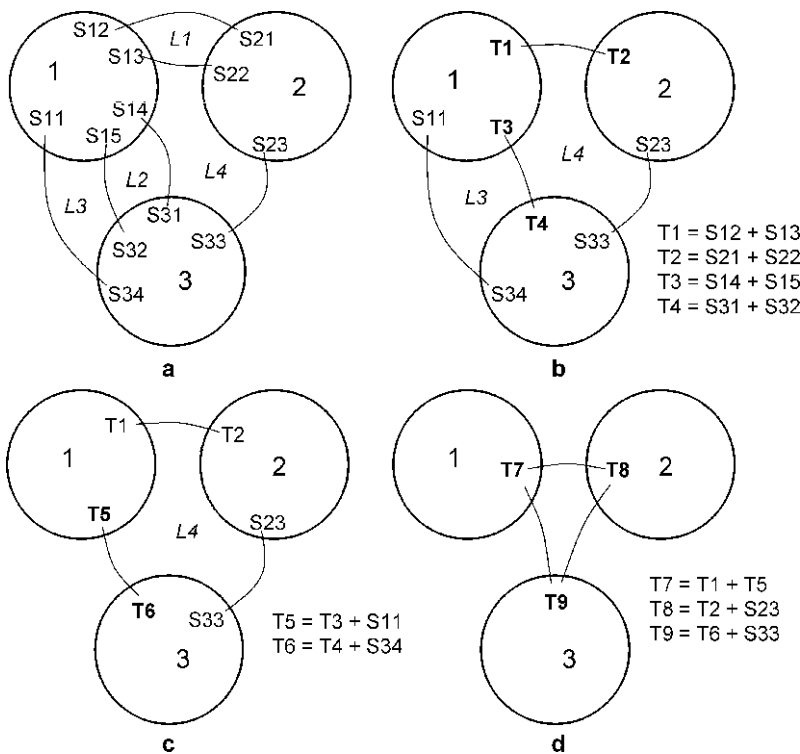 S12
L1
S21
S13
S22
1
2
S11
S14
S15
S23
L4
L2
L3
S31
S32
S33
3
S34
a
T1
T2
1
2
S11
T3
S23
L4
L3
T4
S33
3
S34
T1 = S12 + S13
T2 = S21 + S22
T3 = S14 + S15
T4 = S31 + S32
b
T1
T2
1
2
T5
S23
L4
T6
S33
3
T5 = T3 + S11
T6 = T4 + S34
c
1
T7
T8
2
T9
3
T7 = T1 + T5
T8 = T2 + S23
T9 = T6 + S33
d